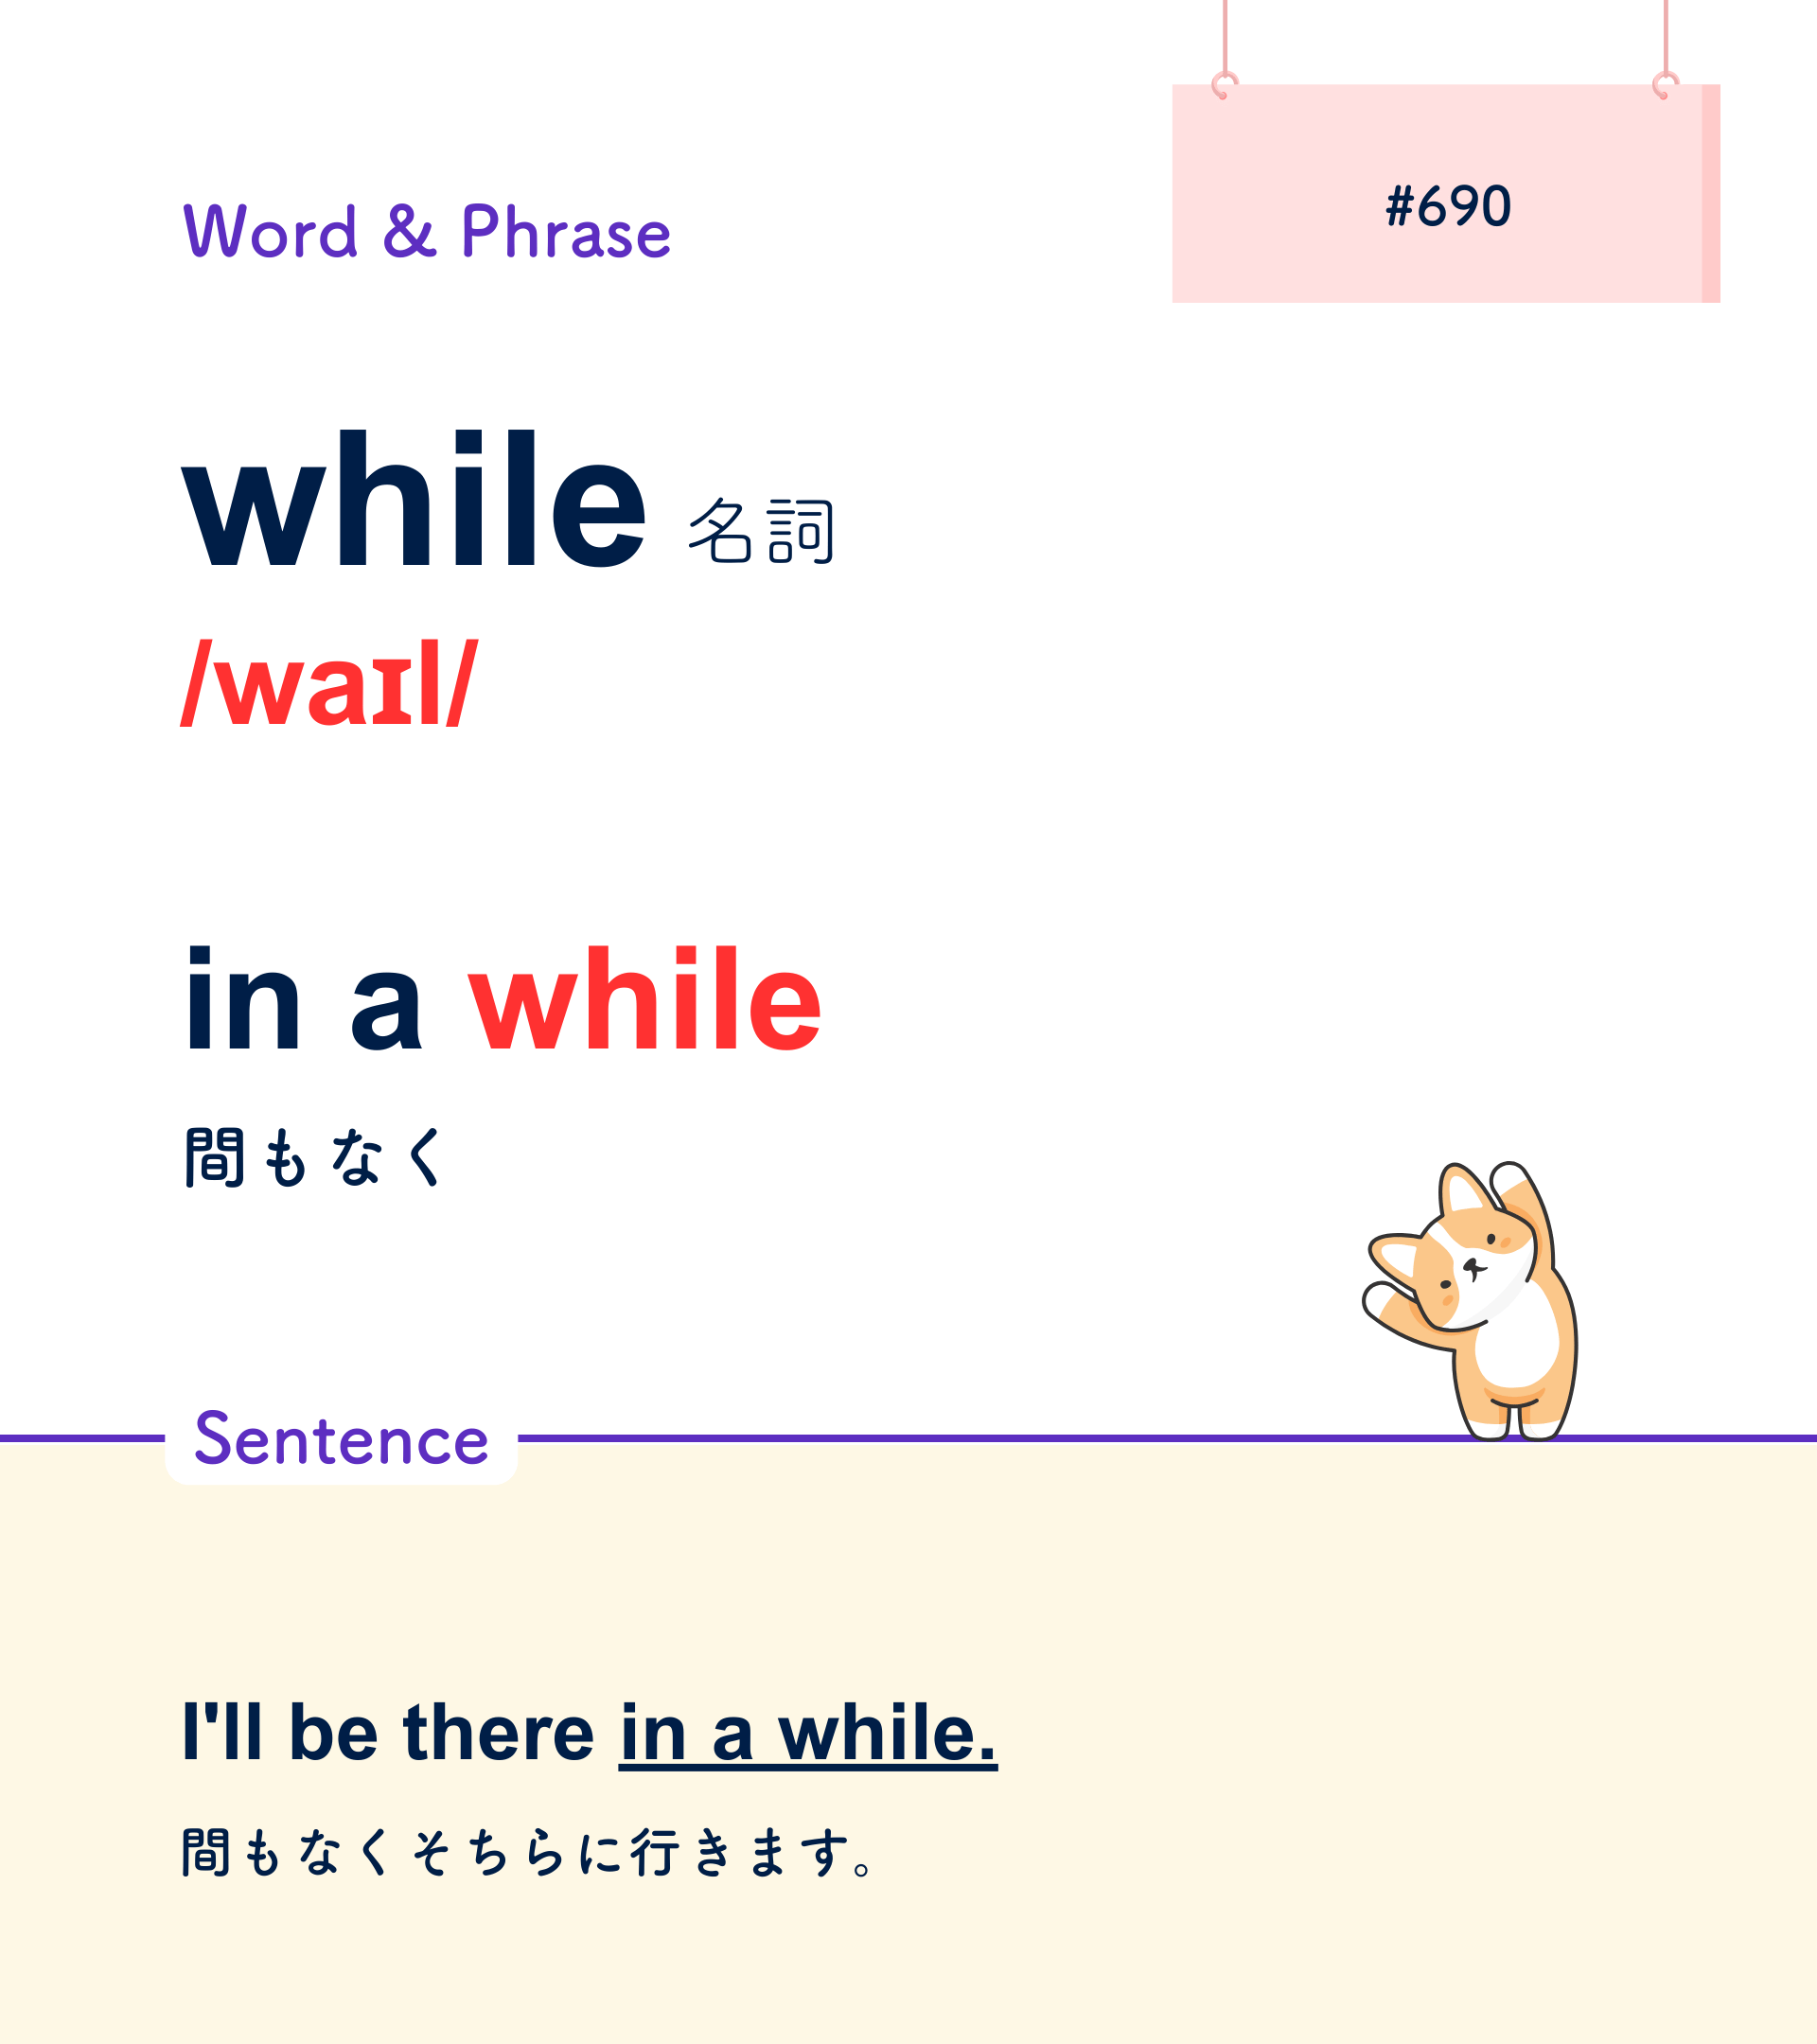 #690
Word & Phrase
while 名詞
/waɪl/
in a while
間もなく
Sentence
I'll be there in a while.
間もなくそちらに行きます。